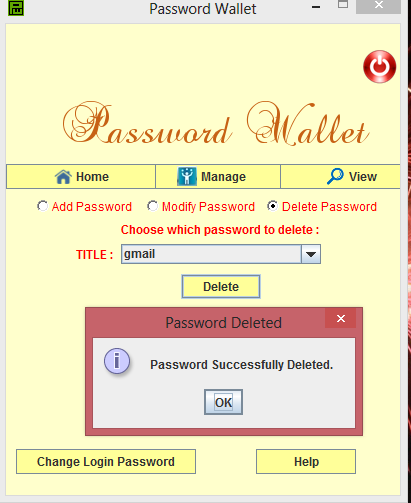 Password Wallet
Password Wallet
Home Manage View
Add Password Modify Password Delete Password
Choose which password to delete :
TITLE : gmail
Delete
Password Deleted
i
Password Successfully Deleted.
OK
Change Login Password Help